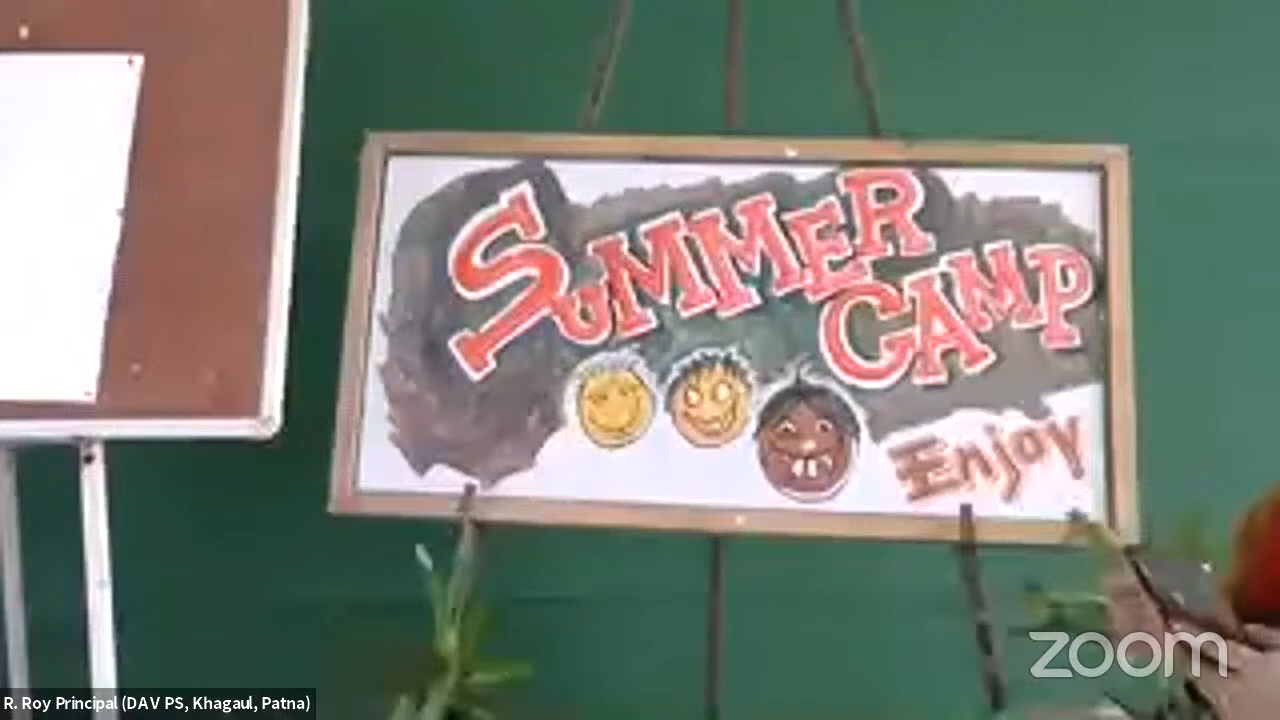 SUMMER
CAMP
Enjoy
zoom
R. Roy Principal (DAV PS, Khagaul, Patna)